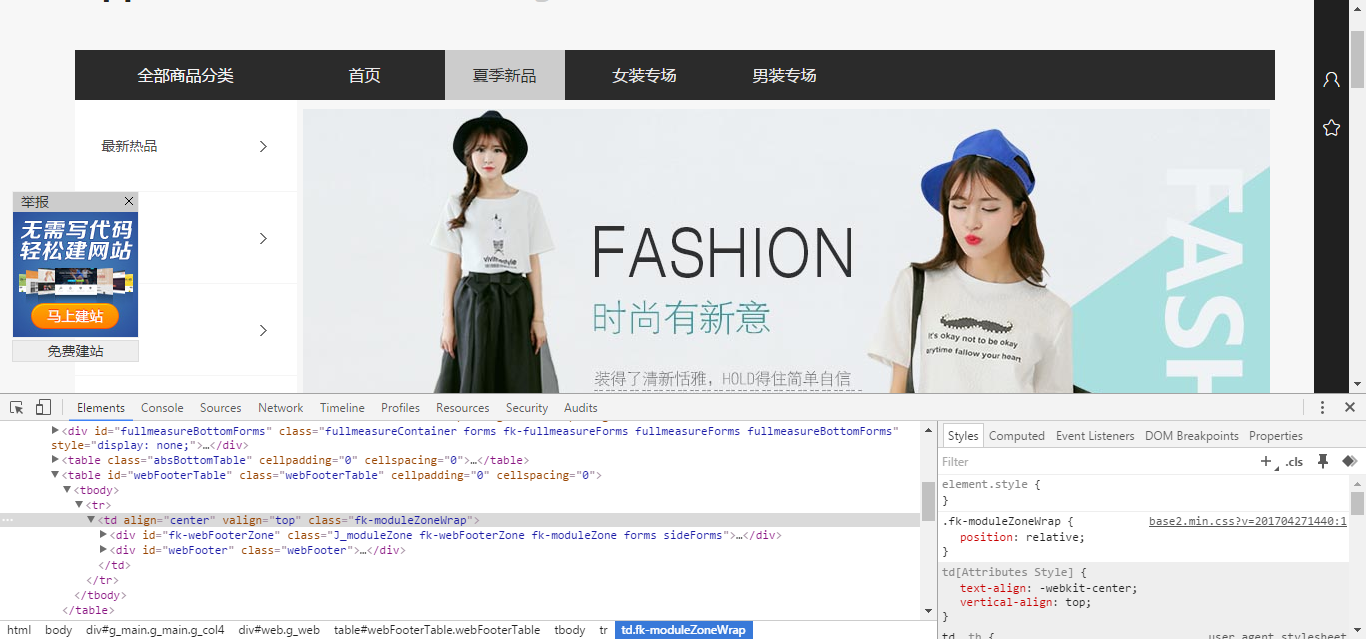 全部商品分类 首页 夏季新品 女装专场 男装专场
最新热品
举报
无需写代码
轻松建网站
马上建站
免费建站
FASHION
时尚有新意
装得了清新恬雅，HOLD得住简单自信
It's okay not to be okay
anytime fallow your heart
FASH
Elements Console Sources Network Timeline Profiles Resources Security Audits
<div id="fullmeasureBottomForms" class="fullmeasureContainer forms fk-fullmeasureForms fullmeasureForms fullmeasureBottomForms"
style="display: none;">…</div>
<table class="absBottomTable" cellpadding="0" cellspacing="0">…</table>
<table id="webFooterTable" class="webFooterTable" cellpadding="0" cellspacing="0">
<tbody>
<tr>
<td align="center" valign="top" class="fk-moduleZoneWrap">
<div id="fk-webFooterZone" class="J_moduleZone fk-webFooterZone fk-moduleZone forms sideForms">…</div>
<div id="webFooter" class="webFooter">…</div>
</td>
</tr>
</tbody>
</table>
html body div#g_main.g_main.g_col4 div#web.g_web table#webFooterTable.webFooterTable tbody tr td.fk-moduleZoneWrap
Styles Computed Event Listeners DOM Breakpoints Properties
Filter + .cls
element.style {
}
.fk-moduleZoneWrap { base2.min.css?v=201704271440:1
position: relative;
}
td[Attributes Style] {
text-align: -webkit-center;
vertical-align: top;
}
td, th { user agent stylesheet